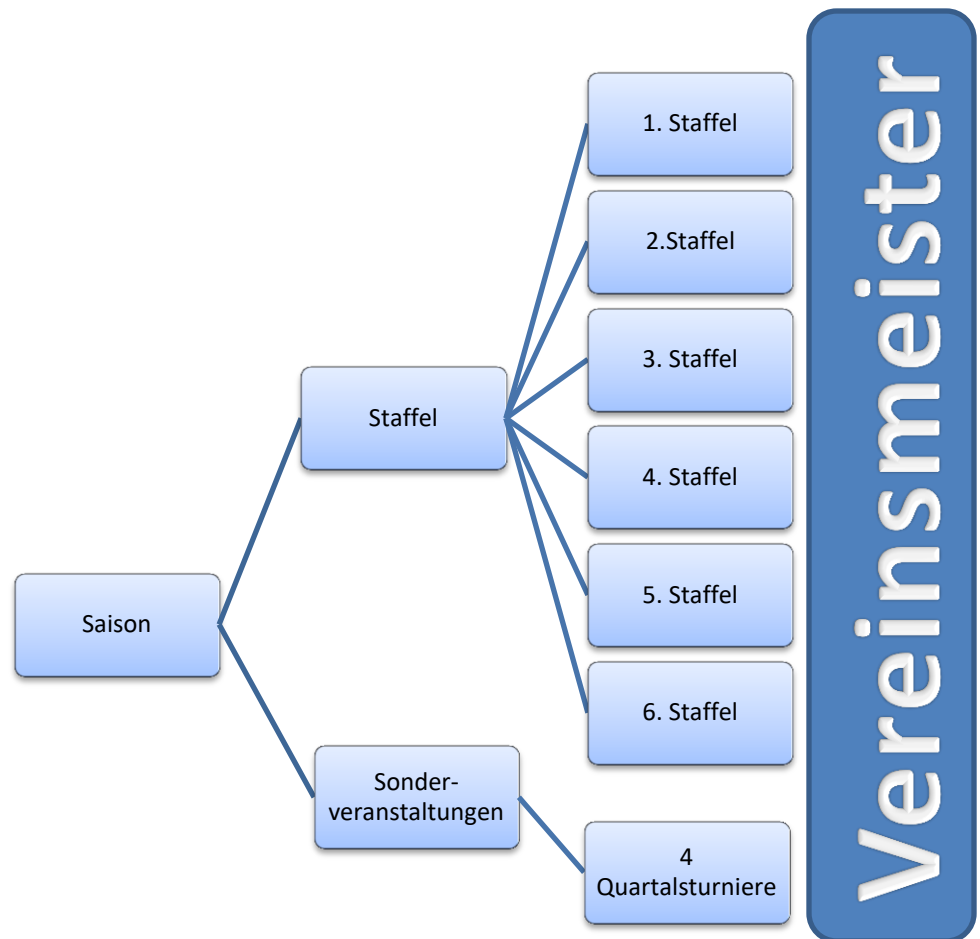 Saison
Staffel
Sonder-
veranstaltungen
1. Staffel
2.Staffel
3. Staffel
4. Staffel
5. Staffel
6. Staffel
4
Quartalsturniere
Vereinsmeister